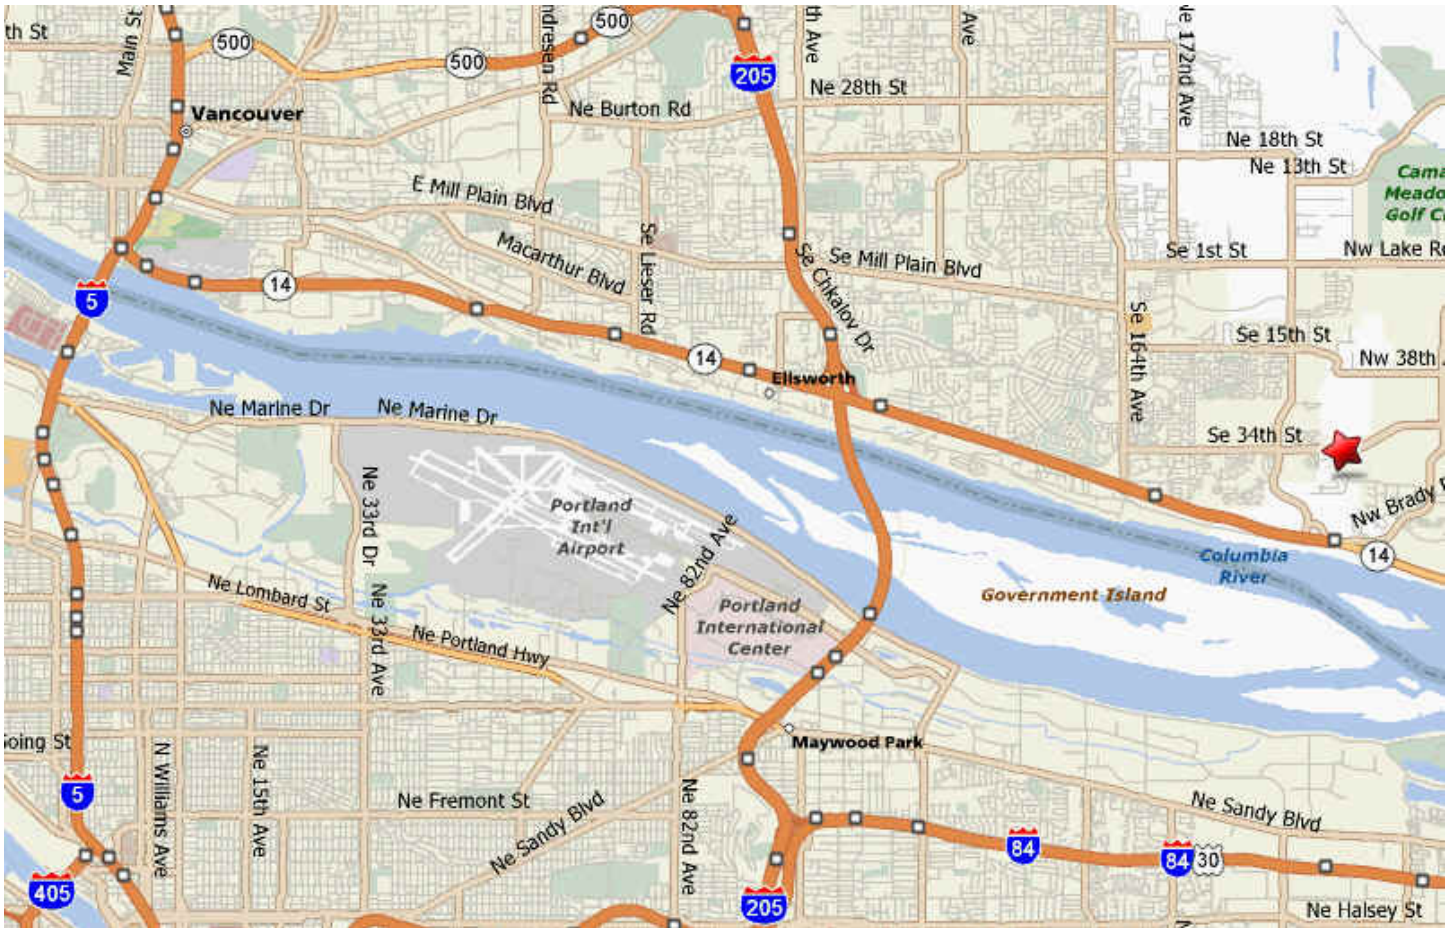 th St
Main St
500
500
500
ndresen Rd
205
th Ave
Ave
Ne 172nd Ave
Ne 28th St
Ne Burton Rd
Vancouver
Ne 18th St
Ne 13th St
Cama
Meado
Golf C
E Mill Plain Blvd
Macarthur Blvd
Se Lieser Rd
Se Chkalov Dr
Se Mill Plain Blvd
Se 1st St
Nw Lake R
5
14
14
Ellsworth
Se 164th Ave
Se 15th St
Nw 38th
Ne Marine Dr
Ne Marine Dr
Se 34th St
Nw Brady
14
Ne 33rd Dr
Portland
Int'l
Airport
Ne 82nd Ave
Columbia
River
Government Island
Ne Lombard St
Ne 33rd Ave
Ne Portland Hwy
Portland
International
Center
Maywood Park
Going St
N Williams Ave
Ne 15th Ave
5
Ne Fremont St
Ne Sandy Blvd
Ne 82nd Ave
Ne Sandy Blvd
84
84
30
405
205
Ne Halsey St
N